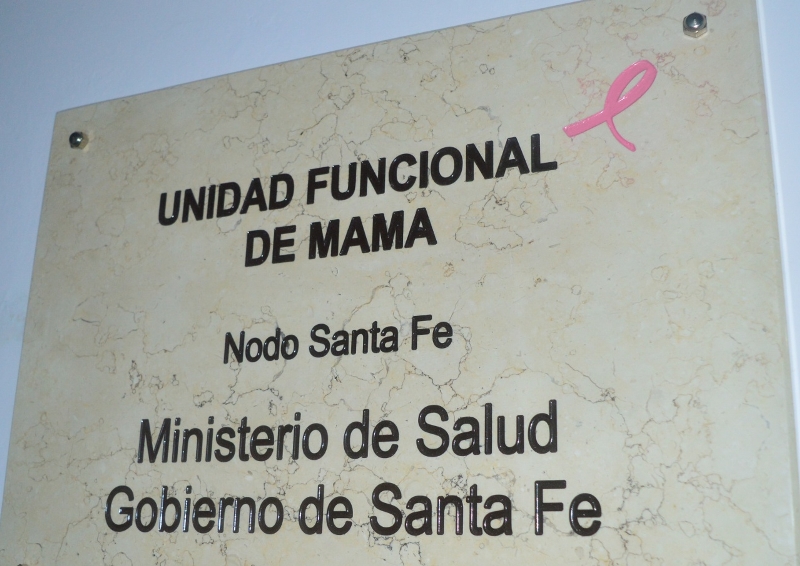 UNIDAD FUNCIONAL
DE MAMA
Nodo Santa Fe
Ministerio de Salud
Gobierno de Santa Fe